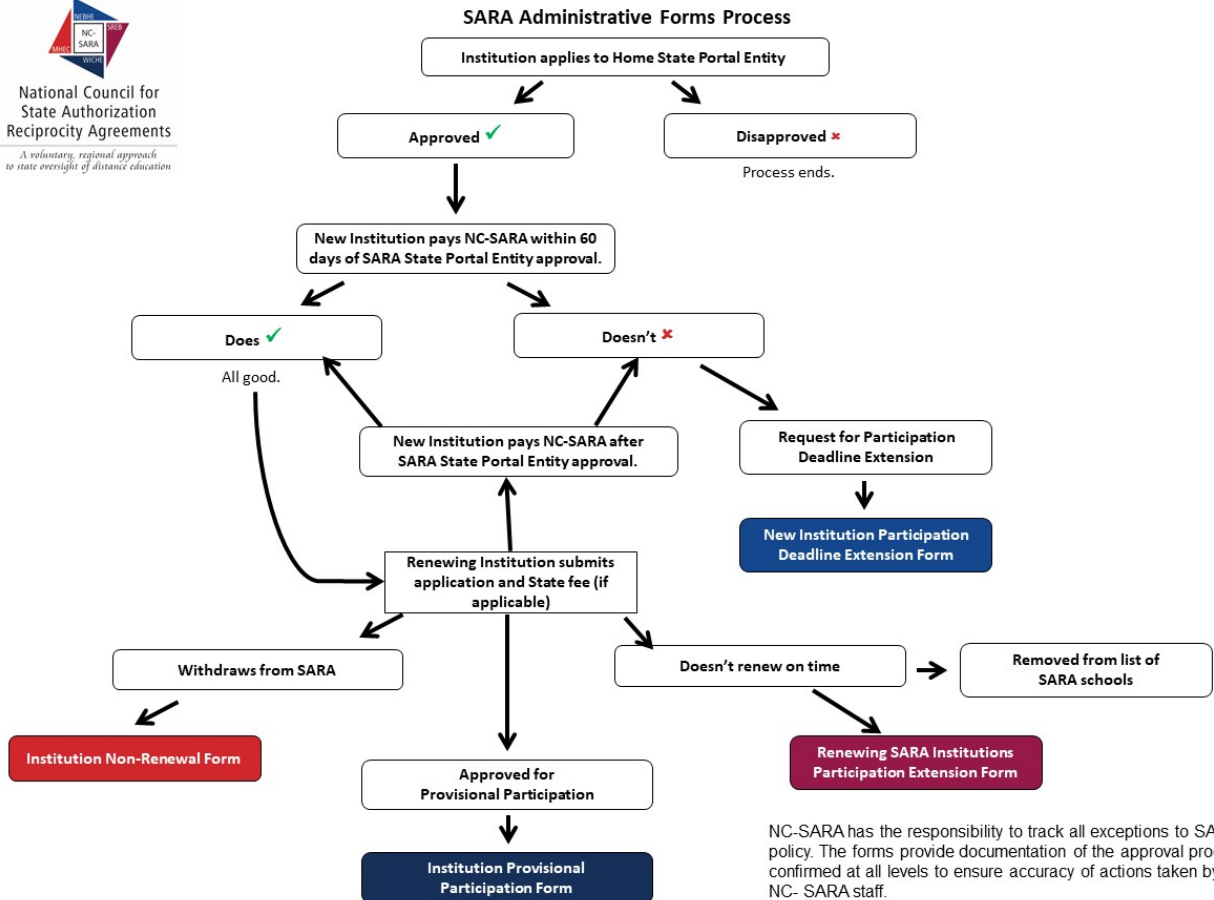 SARA Administrative Forms Process
NEBHE
SREB
NC-
SARA
MHEC
WICHE
National Council for
State Authorization
Reciprocity Agreements
A voluntary, regional approach
to state oversight of distance education
Institution applies to Home State Portal Entity
Approved ✓
Disapproved ✘
Process ends.
New Institution pays NC-SARA within 60
days of SARA State Portal Entity approval.
Does ✓
Doesn’t ✘
All good.
New Institution pays NC-SARA after
SARA State Portal Entity approval.
Request for Participation
Deadline Extension
New Institution Participation
Deadline Extension Form
Renewing Institution submits
application and State fee (if
applicable)
Withdraws from SARA
Doesn’t renew on time
Removed from list of
SARA schools
Institution Non-Renewal Form
Renewing SARA Institutions
Participation Extension Form
Approved for
Provisional Participation
Institution Provisional
Participation Form
NC-SARA has the responsibility to track all exceptions to
policy. The forms provide documentation of the approval
confirmed at all levels to ensure accuracy of actions taken by
NC- SARA staff.